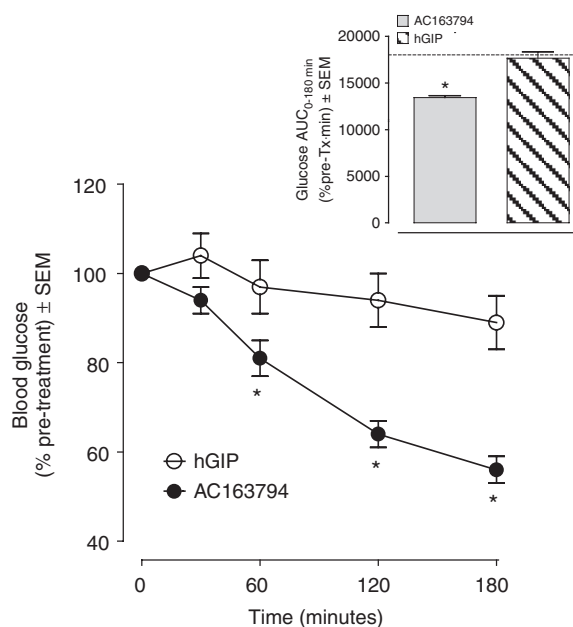 AC163794
hGIP
20000
15000
10000
5000
0
Glucose AUC0-180 min
(%pre-Tx·min) ± SEM
*
120
100
80
60
40
Blood glucose
(% pre-treatment) ± SEM
*
*
*
hGIP
AC163794
0
60
120
180
Time (minutes)